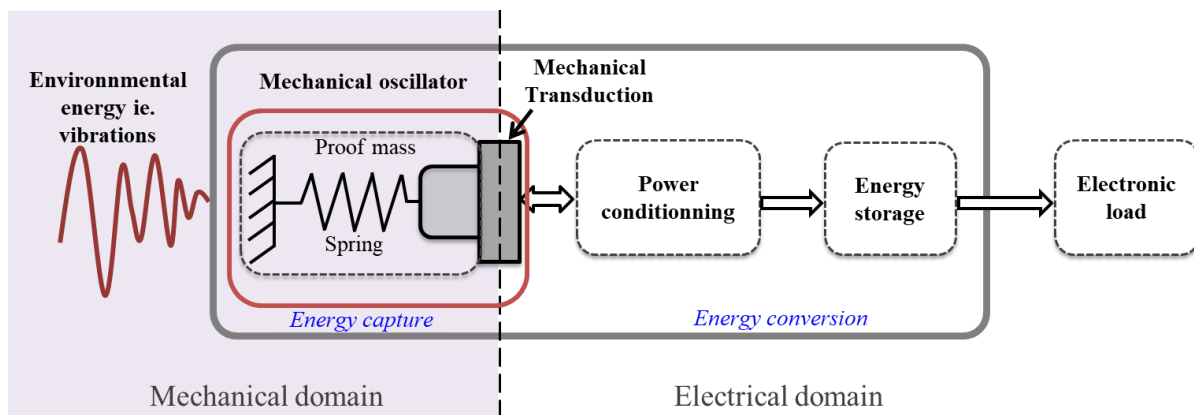 Environnmental
energy ie.
vibrations
Mechanical oscillator
Mechanical
Transduction
Proof mass
Spring
Power
conditionning
Energy
storage
Electronic
load
Energy capture
Energy conversion
Mechanical domain
Electrical domain